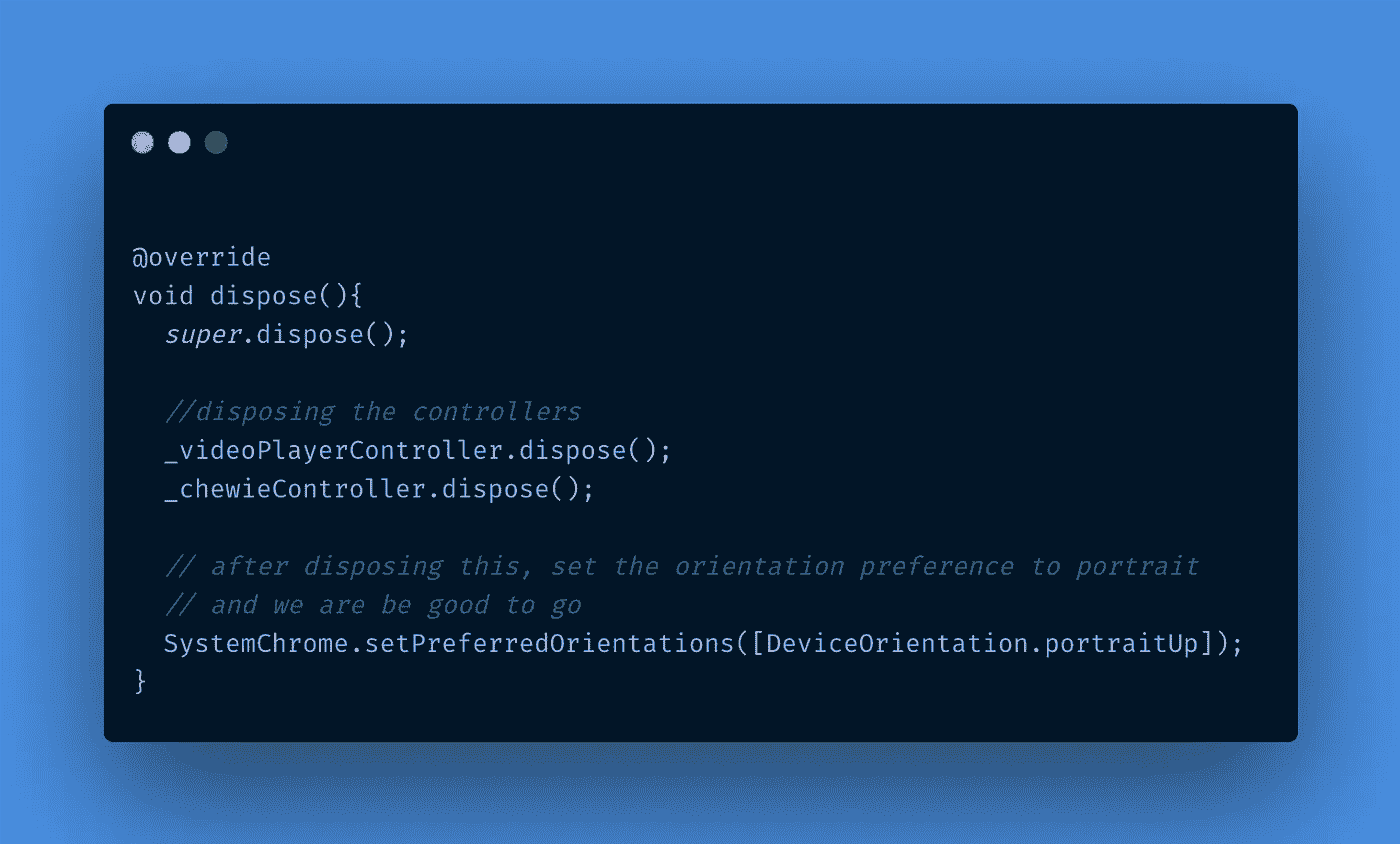 @override
void dispose(){
  super.dispose();
  //disposing the controllers
  _videoPlayerController.dispose();
  _chewieController.dispose();
  // after disposing this, set the orientation preference to portrait
  // and we are be good to go
  SystemChrome.setPreferredOrientations([DeviceOrientation.portraitUp]);
}